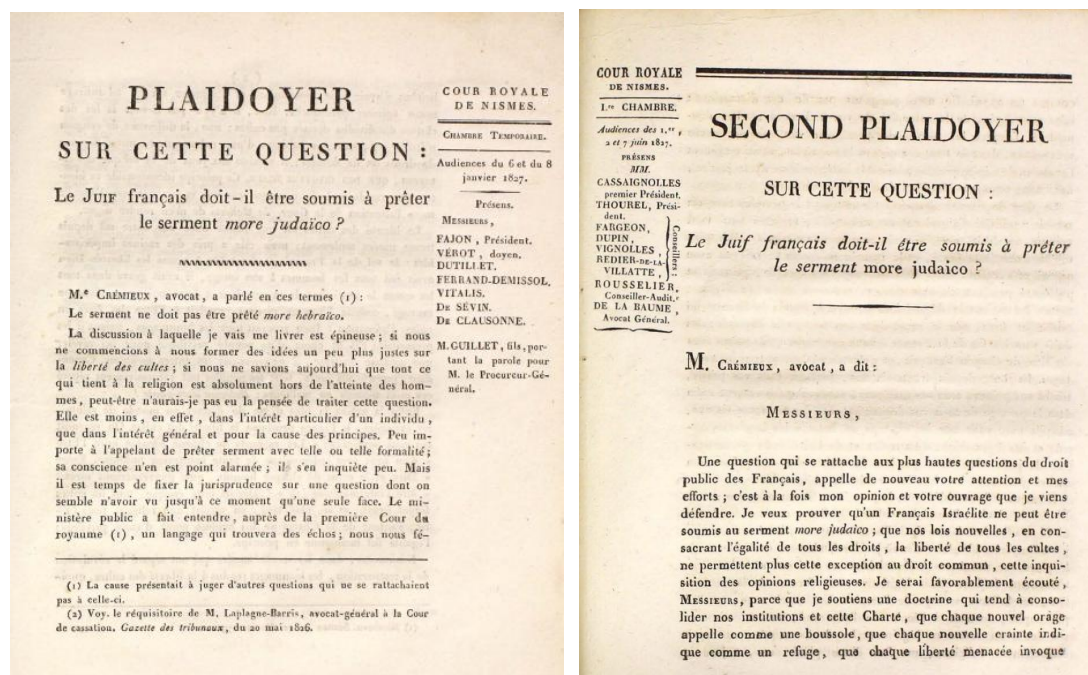 PLAIDOYER
SUR CETTE QUESTION :
Le JUIF français doit-il être soumis à prêter
le serment more judaïco ?
M.e CRÉMIEUX, avocat, a parlé en ces termes (1) :
Le serment ne doit pas être prêté more hebraïco.
La discussion à laquelle je vais me livrer est épineuse ; si nous
ne commencions à nous former des idées un peu plus justes sur
la liberté des cultes ; si nous ne savions aujourd'hui que tout ce
qui tient à la religion est absolument hors de l'atteinte des hom-
mes, peut-être n'aurais-je pas eu la pensée de traiter cette question.
Elle est moins, en effet, dans l'intérêt particulier d'un individu,
que dans l'intérêt général et pour la cause des principes. Peu im-
porte à l'appelant de prêter serment avec telle ou telle formalité ;
sa conscience n'en est point alarmée ; il s'en inquiète peu. Mais
il est temps de fixer la jurisprudence sur une question dont on
semble n'avoir vu jusqu'à ce moment qu'une seule face. Le mi-
nistère public a fait entendre, auprès de la première Cour du
royaume (1), un langage qui trouvera des échos ; nous nous fé-
(1) La cause présentait à juger d'autres questions qui ne se rattachaient
pas à celle-ci.
(2) Voy. le réquisitoire de M. Laplagne-Barris, avocat-général à la Cour
de cassation, Gazette des tribunaux, du 20 mai 1826.
COUR ROYALE
DE NISMES.
CHAMBRE TEMPORAIRE.
Audiences du 6 et du 8
janvier 1827.
Présens.
MESSIEURS,
FAJON, Président.
VÉROT, doyen.
DUTILLET.
FERRAND-DEMISSOL.
VITALIS.
DE SÉVIN.
DE CLAUSONNE.
M. GUILLET, fils, por-
tant la parole pour
M. le Procureur-Gé-
néral.
COUR ROYALE
DE NISMES.
I.re CHAMBRE.
Audiences des 1.er,
2 et 7 juin 1827.
PRÉSENS
MM.
CASSAIGNOLLES
premier Président.
THOUREL, Prési-
dent.
FARGEON,
DUPIN,
VIGNOLLES,
REDIER-DE-LA-
VILLATTE,
Conseillers :
ROUSSELIER,
Conseiller-Audit.r
DE LA BAUME,
Avocat Général.
SECOND PLAIDOYER
SUR CETTE QUESTION :
Le Juif français doit-il être soumis à prêter
le serment more judaico ?
M. CRÉMIEUX, avocat, a dit :
MESSIEURS,
Une question qui se rattache aux plus hautes questions du droit
public des Français, appelle de nouveau votre attention et mes
efforts ; c'est à la fois mon opinion et votre ouvrage que je viens
défendre. Je veux prouver qu'un Français Israélite ne peut être
soumis au serment more judaico ; que nos lois nouvelles, en con-
sacrant l'égalité de tous les droits, la liberté de tous les cultes,
ne permettent plus cette exception au droit commun, cette inqui-
sition des opinions religieuses. Je serai favorablement écouté,
MESSIEURS, parce que je soutiens une doctrine qui tend à conso-
lider nos institutions et cette Charte, que chaque nouvel orage
appelle comme une boussole, que chaque nouvelle crainte indi-
que comme un refuge, que chaque liberté menacée invoque